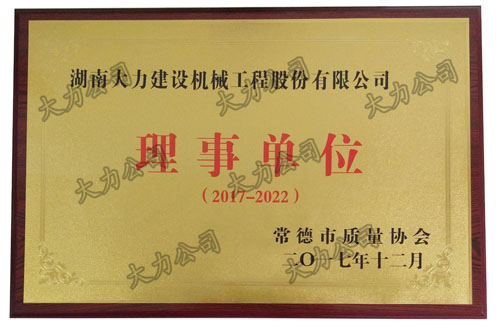 湖南大力建设机械工程股份有限公司
理事单位
(2017-2022)
常德市质量协会
二〇一七年十二月
大力公司
大力公司
大力公司
大力公司
大力公司
大力公司